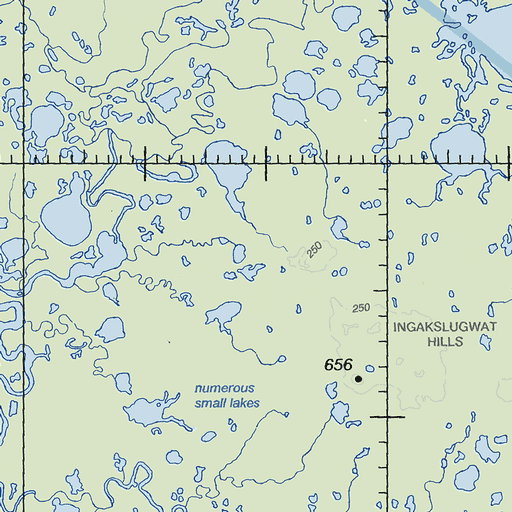 250
250
INGAKSLUGWAT
HILLS
656
numerous
small lakes